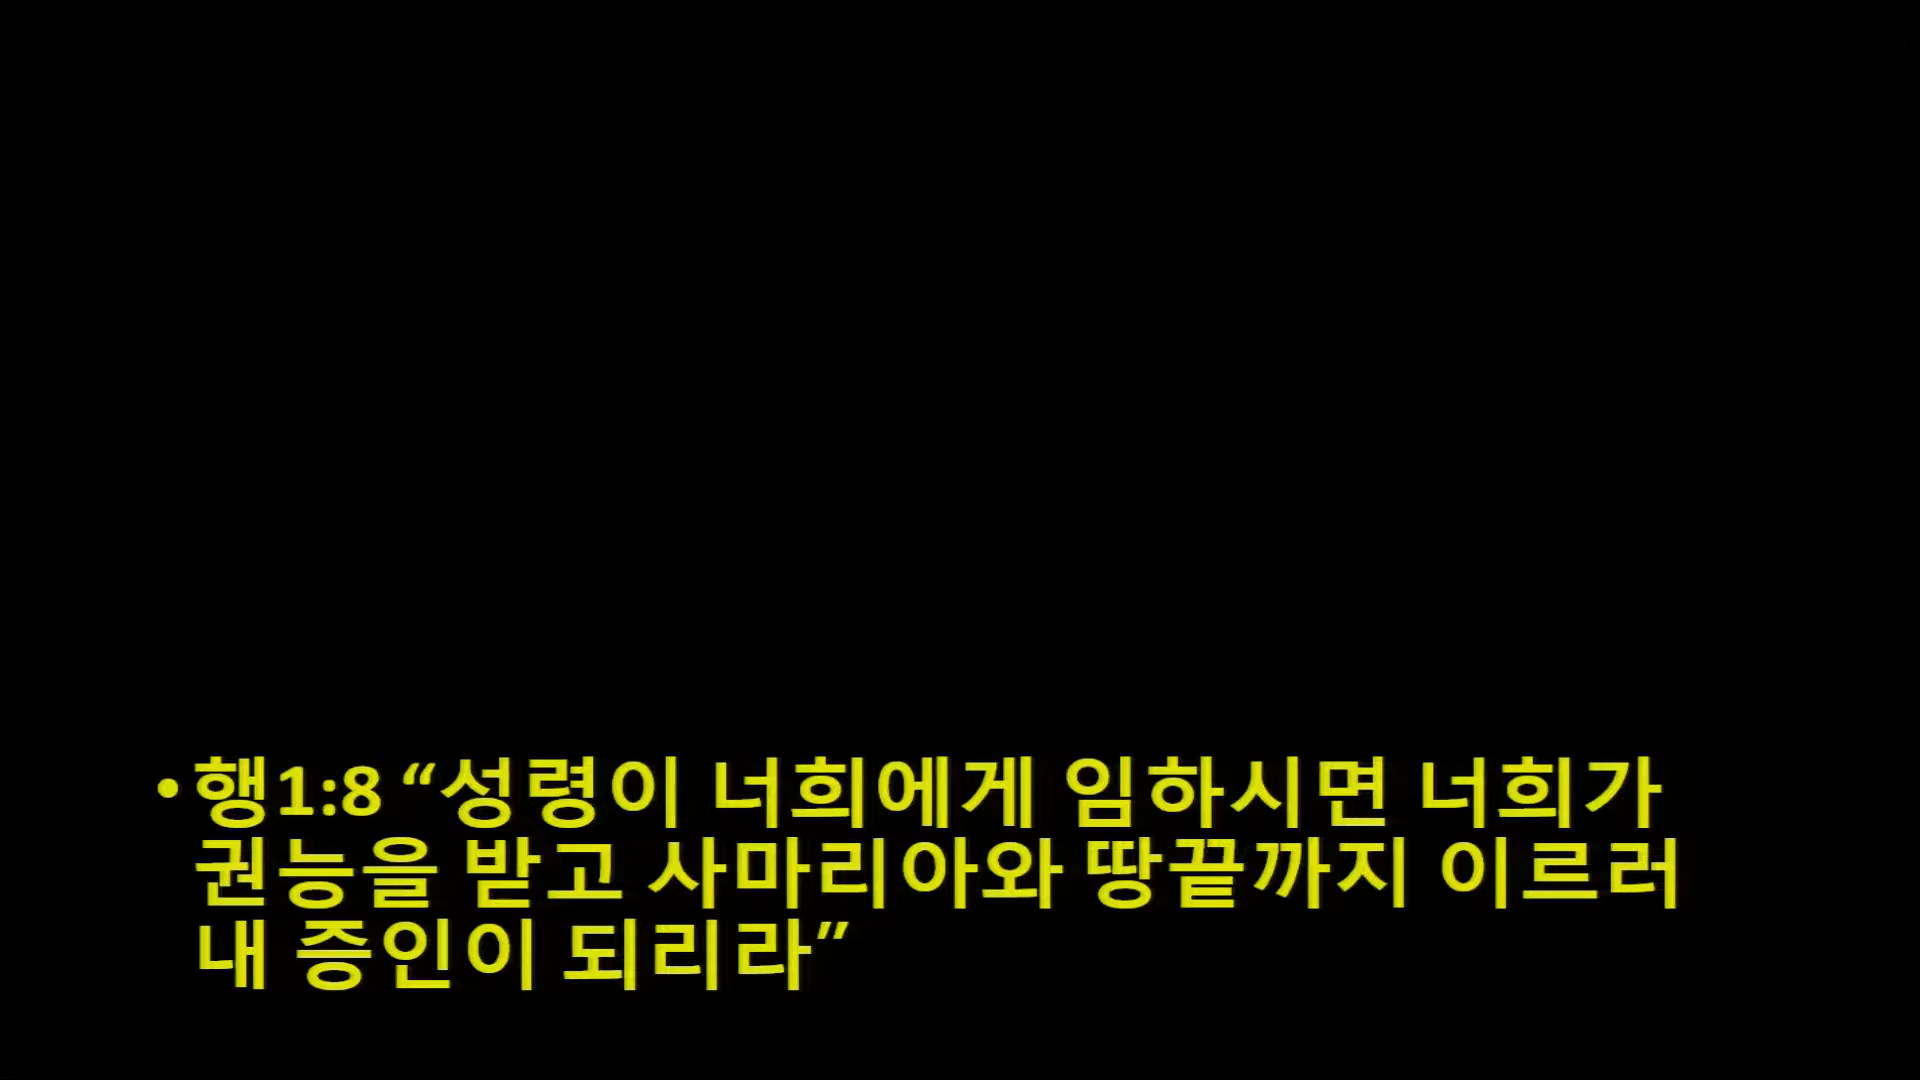 • 행1:8 “성령이 너희에게 임하시면 너희가
권능을 받고 사마리아와 땅끝까지 이르러
내 증인이 되리라”